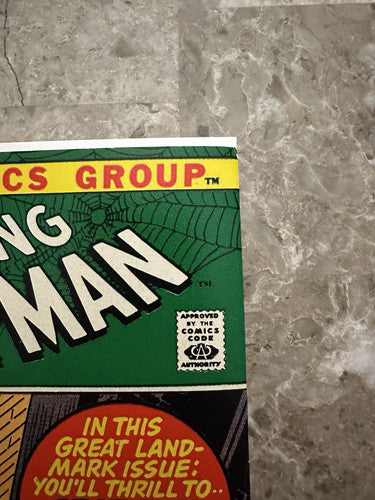 CS GROUP™
NG
MAN
TM
APPROVED
BY THE
COMICS
CODE
CA
AUTHORITY
IN THIS
GREAT LAND-
MARK ISSUE:
YOU'LL THRILL TO..